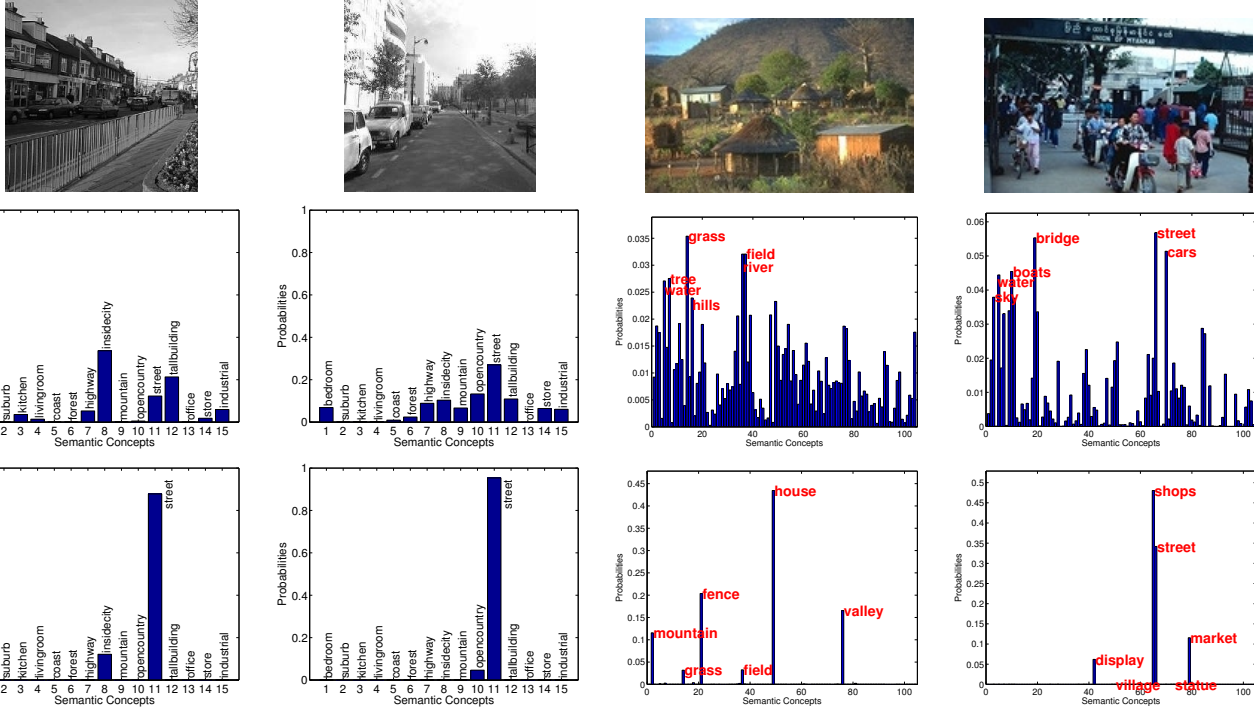 UNION OF MYANMAR
suburb
kitchen
livingroom
coast
forest
highway
insidecity
mountain
opencountry
street
tallbuilding
office
store
industrial
2 3 4 5 6 7 8 9 10 11 12 13 14 15
Semantic Concepts
1
0.8
0.6
0.4
0.2
0
Probabilities
bedroom
suburb
kitchen
livingroom
coast
forest
highway
insidecity
mountain
opencountry
street
tallbuilding
office
store
industrial
1 2 3 4 5 6 7 8 9 10 11 12 13 14 15
Semantic Concepts
0.035
0.03
0.025
0.02
0.015
0.01
0.005
0
Probabilities
grass
field
river
tree
water
hills
0 20 40 60 80 100
Semantic Concepts
0.06
0.05
0.04
0.03
0.02
0.01
0
Probabilities
street
bridge
cars
boats
water
sky
0 20 40 60 80 100
Semantic Concepts
suburb
kitchen
livingroom
coast
forest
highway
insidecity
mountain
opencountry
street
tallbuilding
office
store
industrial
2 3 4 5 6 7 8 9 10 11 12 13 14 15
Semantic Concepts
1
0.8
0.6
0.4
0.2
0
Probabilities
bedroom
suburb
kitchen
livingroom
coast
forest
highway
insidecity
mountain
opencountry
street
tallbuilding
office
store
industrial
1 2 3 4 5 6 7 8 9 10 11 12 13 14 15
Semantic Concepts
0.45
0.4
0.35
0.3
0.25
0.2
0.15
0.1
0.05
0
Probabilities
house
fence
valley
mountain
grass
field
0 20 40 60 80 100
Semantic Concepts
0.5
0.45
0.4
0.35
0.3
0.25
0.2
0.15
0.1
0.05
0
Probabilities
shops
street
market
display
village
statue
0 20 40 60 80 100
Semantic Concepts